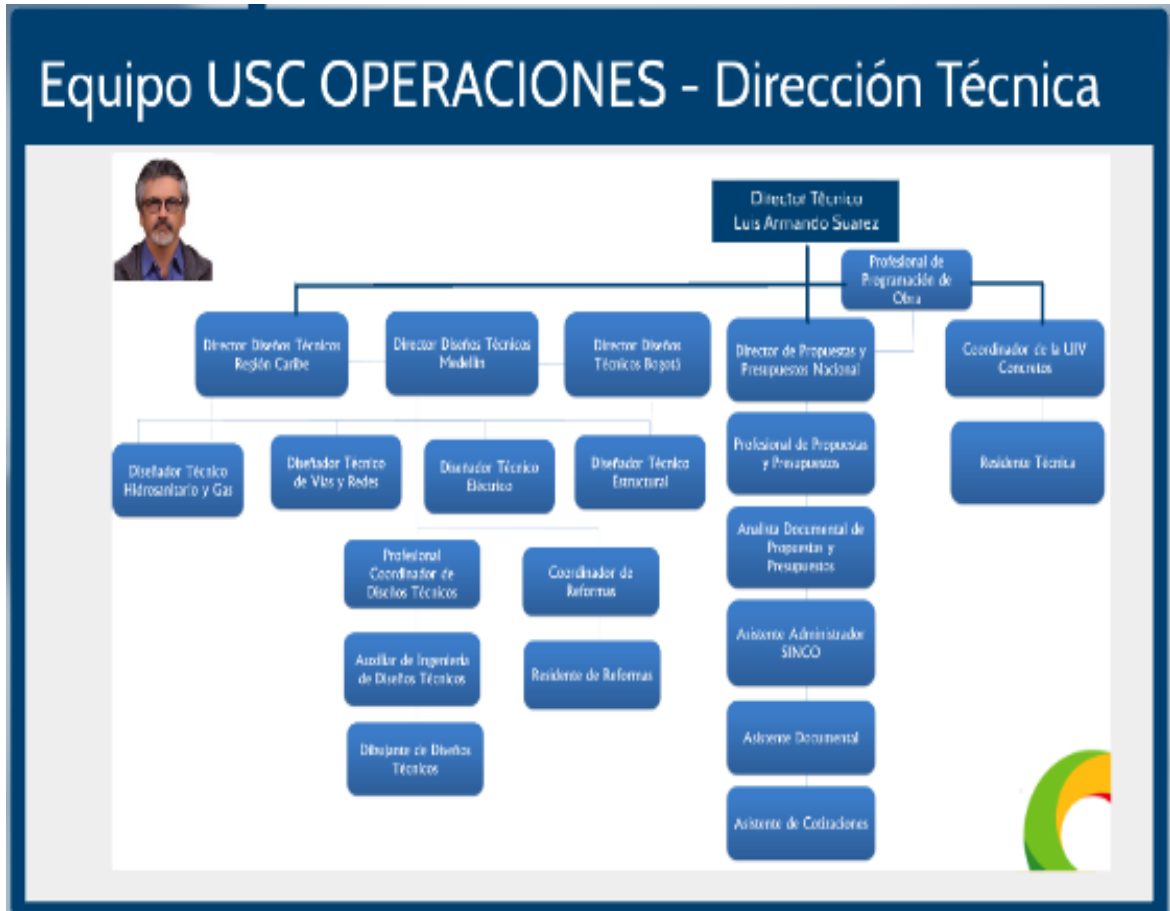 Equipo USC OPERACIONES - Dirección Técnica
Director Técnico
Luis Armando Suarez
Profesional de
Programación de
Obra
Director Diseños Técnicos
Región Caribe
Director Diseños Técnicos
Medellín
Director Diseños
Técnicos Bogotá
Director de Propuestas y
Presupuestos Nacional
Coordinador de la
Concretos
Diseñador Técnico
Hidrosanitario y Gas
Diseñador Técnico
de Vías y Redes
Diseñador Técnico
Eléctrico
Diseñador Técnico
Estructural
Profesional de Propuestas
y Presupuestos
Residente Técnica
Analista Documental de
Propuestas y
Presupuestos
Profesional
Coordinador de
Diseños Técnicos
Coordinador de
Reformas
Asistente Administrador
SINCO
Auxiliar de Ingeniería
de Diseños Técnicos
Residente de Reformas
Asistente Documental
Dibujante de Diseños
Técnicos
Asistente de Cotizaciones